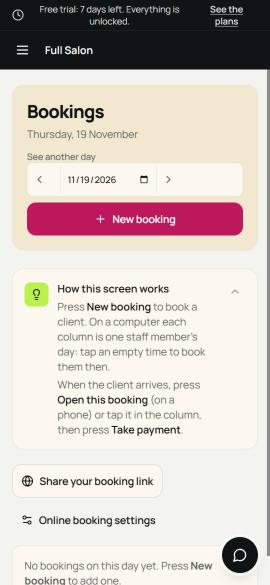 Free trial: 7 days left. Everything is
unlocked.
See the
plans
Full Salon
Bookings
Thursday, 19 November
See another day
11/19/2026
New booking
How this screen works
Press New booking to book a
client. On a computer each
column is one staff member's
day: tap an empty time to book
them then.
When the client arrives, press
Open this booking (on a
phone) or tap it in the column,
then press Take payment.
Share your booking link
Online booking settings
No bookings on this day yet. Press New
booking to add one.